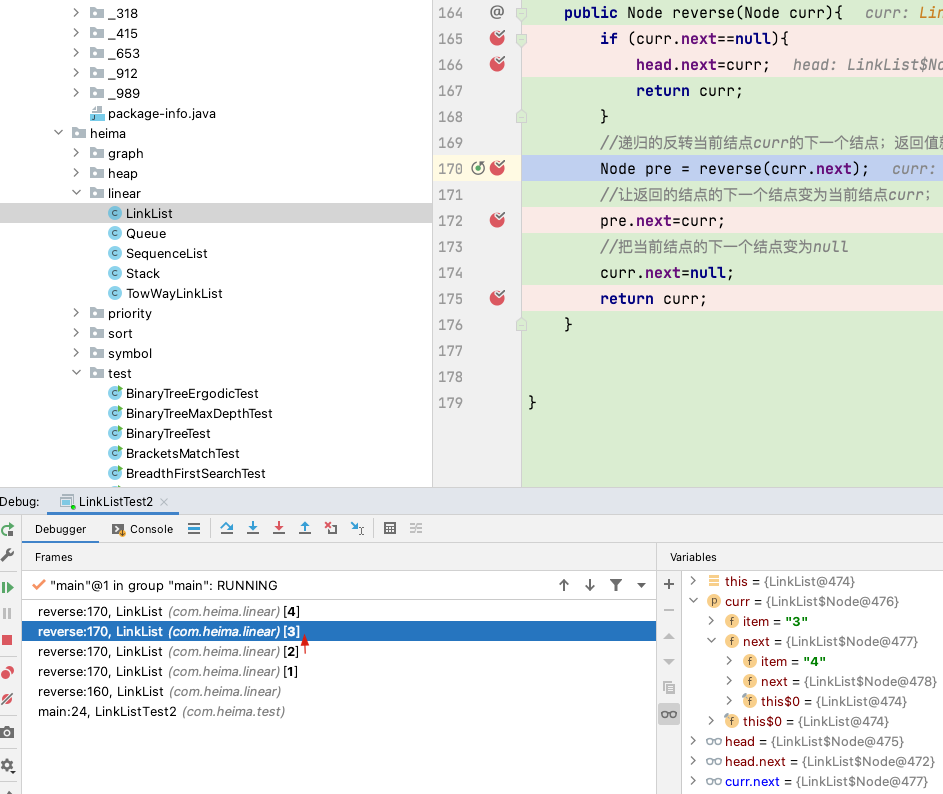 _318
_415
_653
_912
_989
package-info.java
heima
graph
heap
linear
LinkList
Queue
SequenceList
Stack
TowWayLinkList
priority
sort
symbol
test
BinaryTreeErgodicTest
BinaryTreeMaxDepthTest
BinaryTreeTest
BracketsMatchTest
BreadthFirstSearchTest
164 @ public Node reverse(Node curr){ curr: Lin
165 if (curr.next==null){
166 head.next=curr; head: LinkList$No
167 return curr;
168 }
169 //递归的反转当前结点curr的下一个结点；返回值
170 Node pre = reverse(curr.next); curr:
171 //让返回的结点的下一个结点变为当前结点curr；
172 pre.next=curr;
173 //把当前结点的下一个结点变为null
174 curr.next=null;
175 return curr;
176 }
177
178
179 }
Debug: LinkListTest2
Debugger Console
Frames
"main"@1 in group "main": RUNNING
reverse:170, LinkList (com.heima.linear) [4]
reverse:170, LinkList (com.heima.linear) [3]
reverse:170, LinkList (com.heima.linear) [2]
reverse:170, LinkList (com.heima.linear) [1]
reverse:160, LinkList (com.heima.linear)
main:24, LinkListTest2 (com.heima.test)
Variables
this = {LinkList@474}
curr = {LinkList$Node@476}
item = "3"
next = {LinkList$Node@477}
item = "4"
next = {LinkList$Node@478}
this$0 = {LinkList@474}
this$0 = {LinkList@474}
head = {LinkList$Node@475}
head.next = {LinkList$Node@472}
curr.next = {LinkList$Node@477}